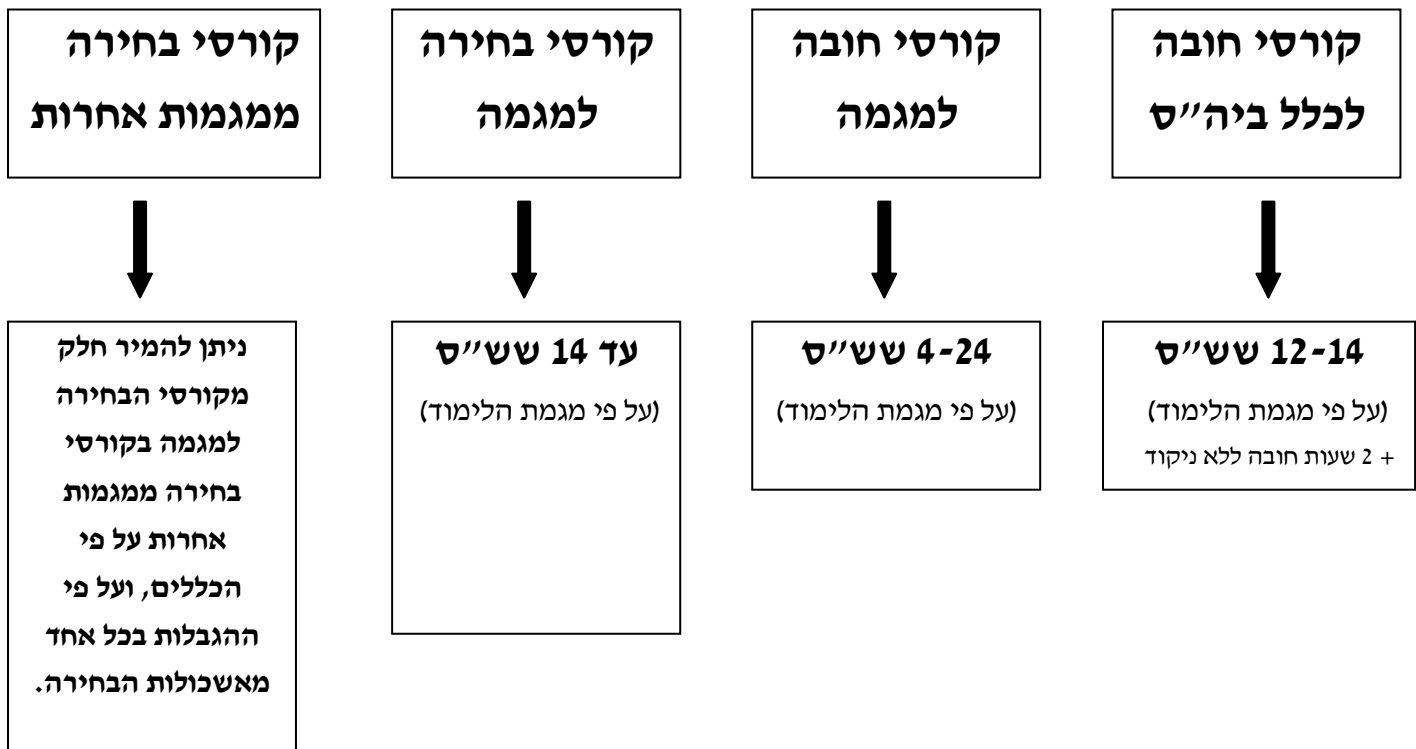 קורסי חובה
לכלל ביה״ס
קורסי חובה
למגמה
קורסי בחירה
למגמה
קורסי בחירה
ממגמות אחרות
12-14 שש״ס
(על פי מגמת הלימוד)
+ 2 שעות חובה ללא ניקוד
4-24 שש״ס
(על פי מגמת הלימוד)
עד 14 שש״ס
(על פי מגמת הלימוד)
ניתן להמיר חלק
מקורסי הבחירה
למגמה בקורסי
בחירה ממגמות
אחרות על פי
הכללים, ועל פי
ההגבלות בכל אחד
מאשכולות הבחירה.